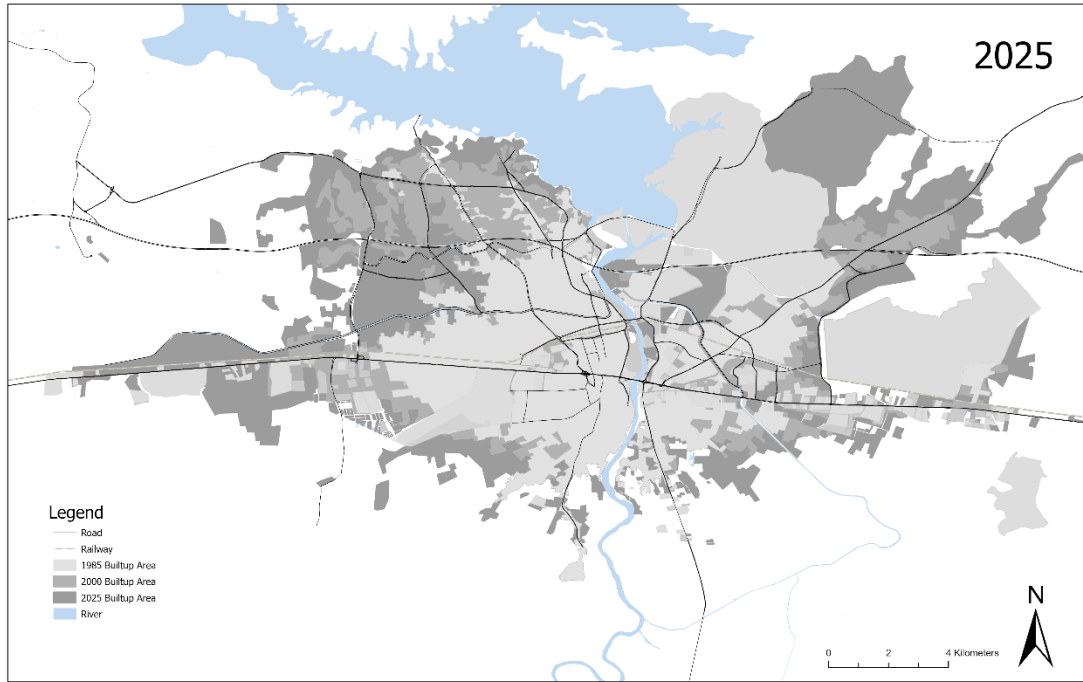 2025
Legend
Road
Railway
1985 Builtup Area
2000 Builtup Area
2025 Builtup Area
River
N
0 2 4 Kilometers